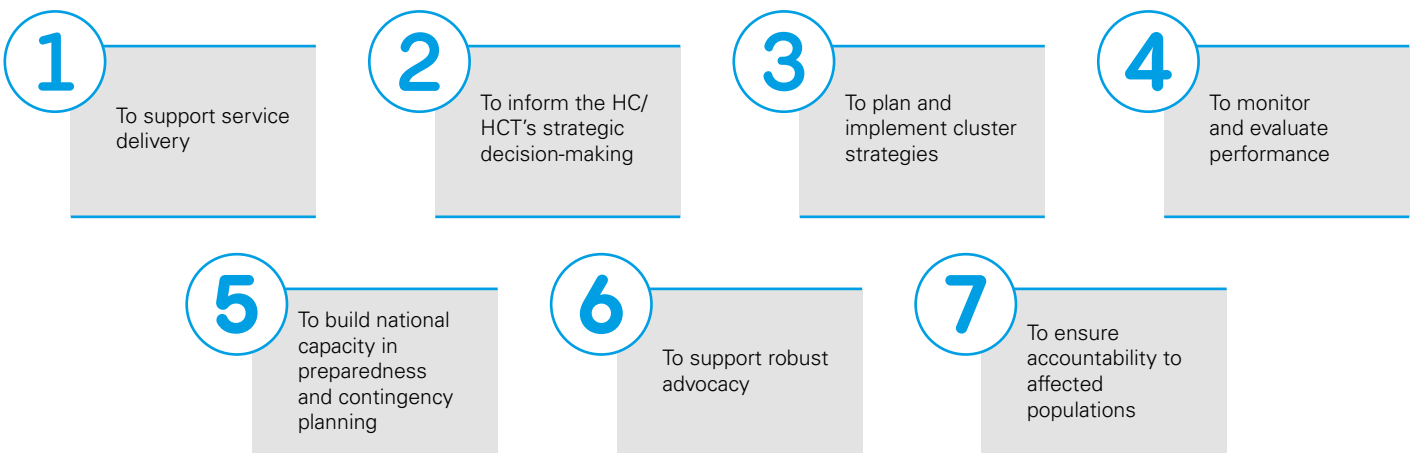 1
To support service
delivery
2
To inform the HC/
HCT's strategic
decision-making
3
To plan and
implement cluster
strategies
4
To monitor
and evaluate
performance
5
To build national
capacity in
preparedness
and contingency
planning
6
To support robust
advocacy
7
To ensure
accountability to
affected
populations